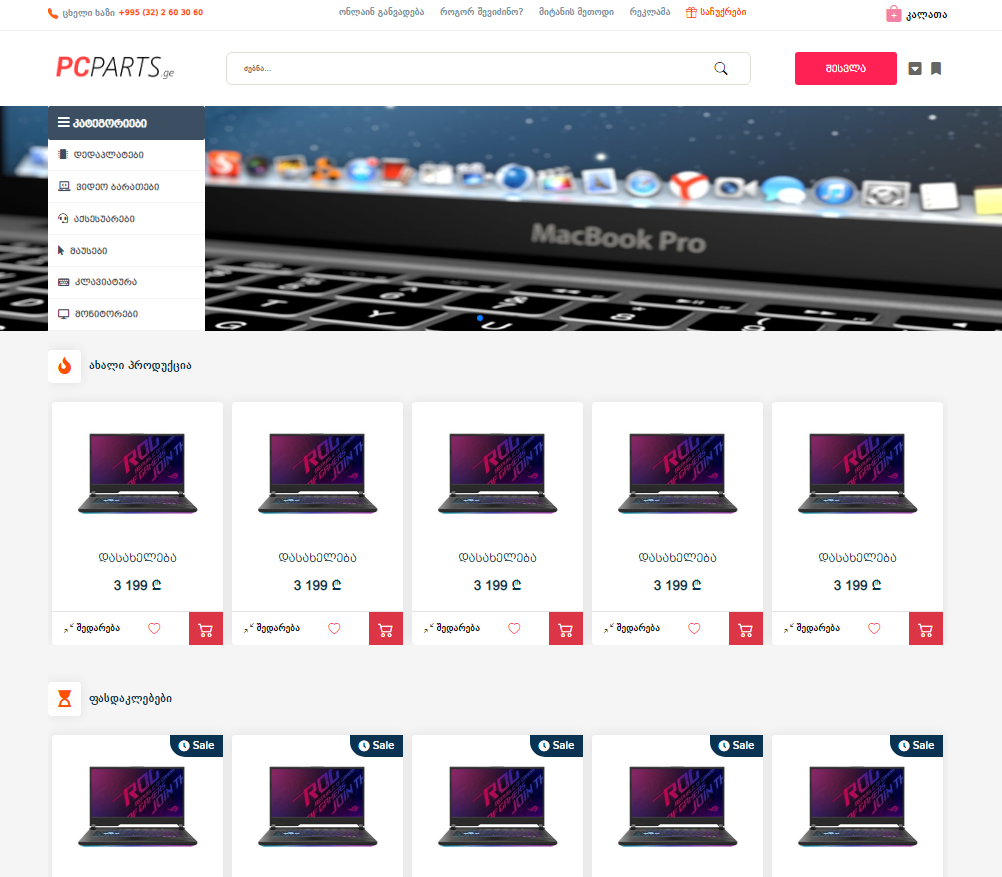 ცხელი ხაზი +995 (32) 2 60 30 60
ონლაინ განვადება როგორ შევიძინო? მიტანის მეთოდი რეკლამა საჩუქრები
კალათა
PCPARTS.ge
ძებნა...
შესვლა
კატეგორიები
დედაპლატები
ვიდეო ბარათები
აქსესუარები
მაუსები
კლავიატურა
მონიტორები
MacBook Pro
ახალი პროდუქცია
დასახელება დასახელება დასახელება დასახელება დასახელება
3 199 ₾ 3 199 ₾ 3 199 ₾ 3 199 ₾ 3 199 ₾
შედარება შედარება შედარება შედარება შედარება
ფასდაკლებები
Sale Sale Sale Sale Sale